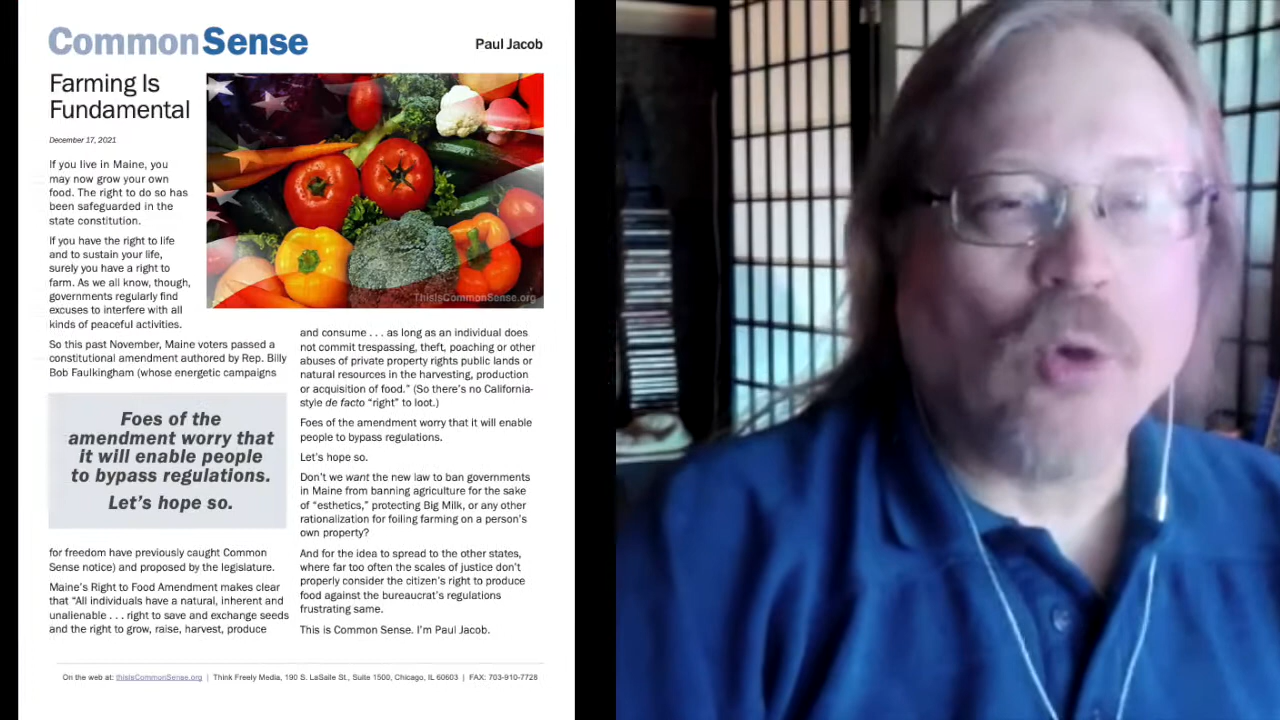 CommonSense
Paul Jacob
Farming Is
Fundamental
December 17, 2021
If you live in Maine, you
may now grow your own
food. The right to do so has
been safeguarded in the
state constitution.
If you have the right to life
and to sustain your life,
surely you have a right to
farm. As we all know, though,
governments regularly find
excuses to interfere with all
kinds of peaceful activities.
So this past November, Maine voters passed a
constitutional amendment authored by Rep. Billy
Bob Faulkingham (whose energetic campaigns
Foes of the
amendment worry that
it will enable people
to bypass regulations.
Let's hope so.
for freedom have previously caught Common
Sense notice) and proposed by the legislature.
Maine's Right to Food Amendment makes clear
that “All individuals have a natural, inherent and
unalienable . . . right to save and exchange seeds
and the right to grow, raise, harvest, produce
ThisIsCommonSense.org
and consume . . . as long as an individual does
not commit trespassing, theft, poaching or other
abuses of private property rights public lands or
natural resources in the harvesting, production
or acquisition of food.” (So there's no California-
style de facto “right” to loot.)
Foes of the amendment worry that it will enable
people to bypass regulations.
Let's hope so.
Don't we want the new law to ban governments
in Maine from banning agriculture for the sake
of “esthetics,” protecting Big Milk, or any other
rationalization for foiling farming on a person's
own property?
And for the idea to spread to the other states,
where far too often the scales of justice don't
properly consider the citizen's right to produce
food against the bureaucrat's regulations
frustrating same.
This is Common Sense. I'm Paul Jacob.
On the web at: thisisCommonSense.org | Think Freely Media, 190 S. LaSalle St., Suite 1500, Chicago, IL 60603 | FAX: 703-910-7728